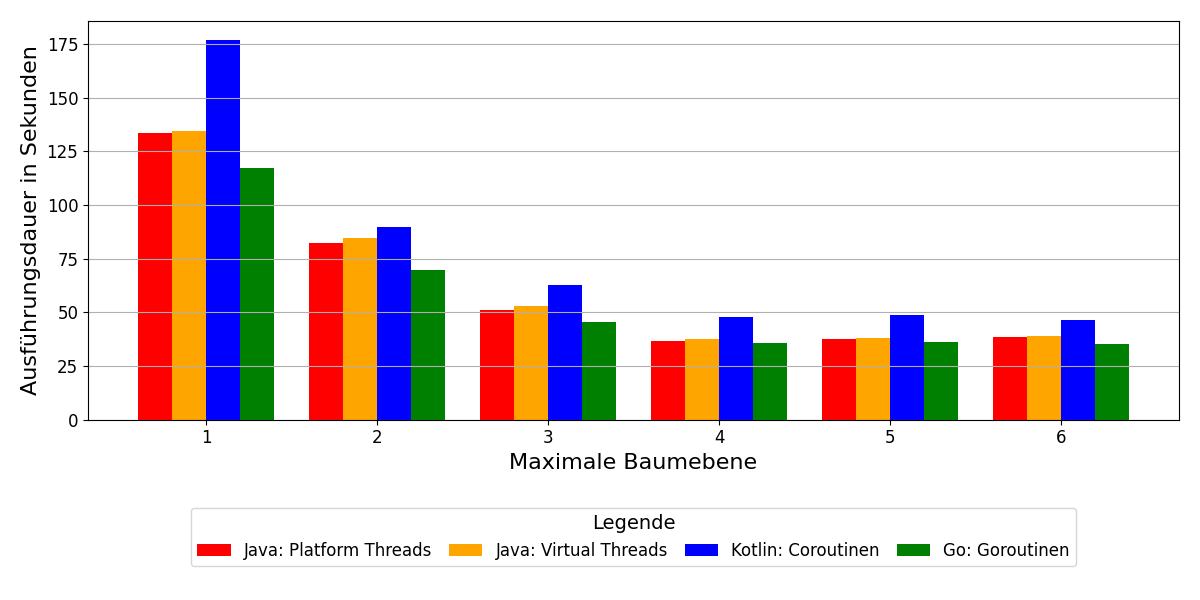 Ausführungsdauer in Sekunden
175
150
125
100
75
50
25
0
1 2 3 4 5 6
Maximale Baumebene
Legende
Java: Platform Threads Java: Virtual Threads Kotlin: Coroutinen Go: Goroutinen